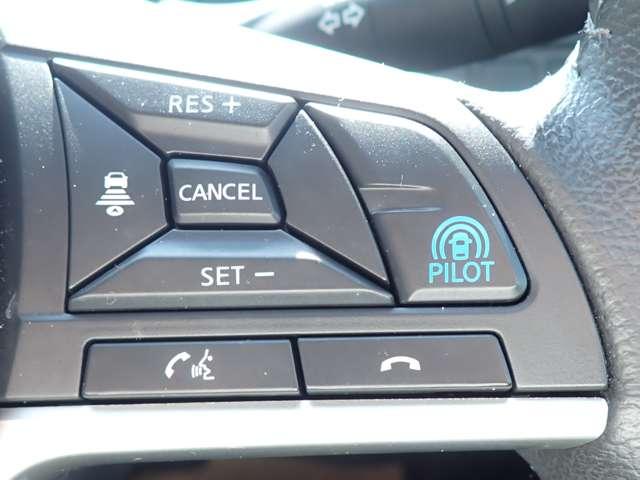 RES +
CANCEL
SET -
PILOT